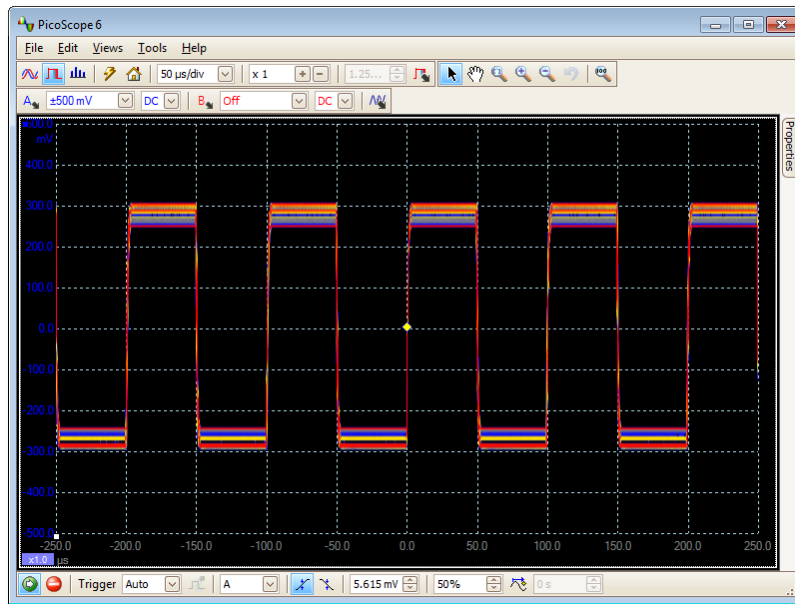 PicoScope 6
File Edit Views Tools Help
50 µs/div x 1 1.25...
A ±500 mV DC B Off DC
mV
400.0
300.0
200.0
100.0
0.0
-100.0
-200.0
-300.0
-400.0
-500.0
-250.0 -200.0 -150.0 -100.0 -50.0 0.0 50.0 100.0 150.0 200.0 250.0
x1.0 µs
Properties
Trigger Auto A 5.615 mV 50% 0 s